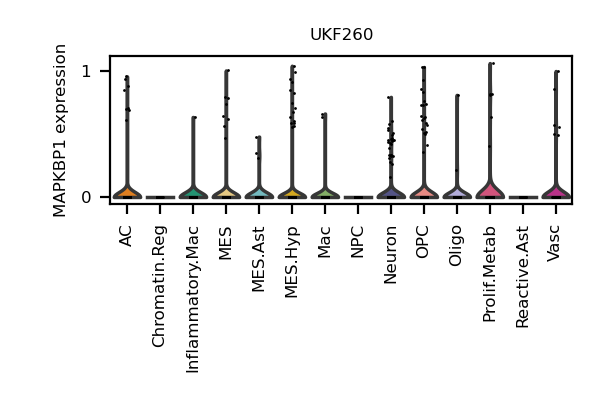 UKF260
MAPKBP1 expression
1
0
AC
Chromatin.Reg
Inflammatory.Mac
MES
MES.Ast
MES.Hyp
Mac
NPC
Neuron
OPC
Oligo
Prolif.Metab
Reactive.Ast
Vasc